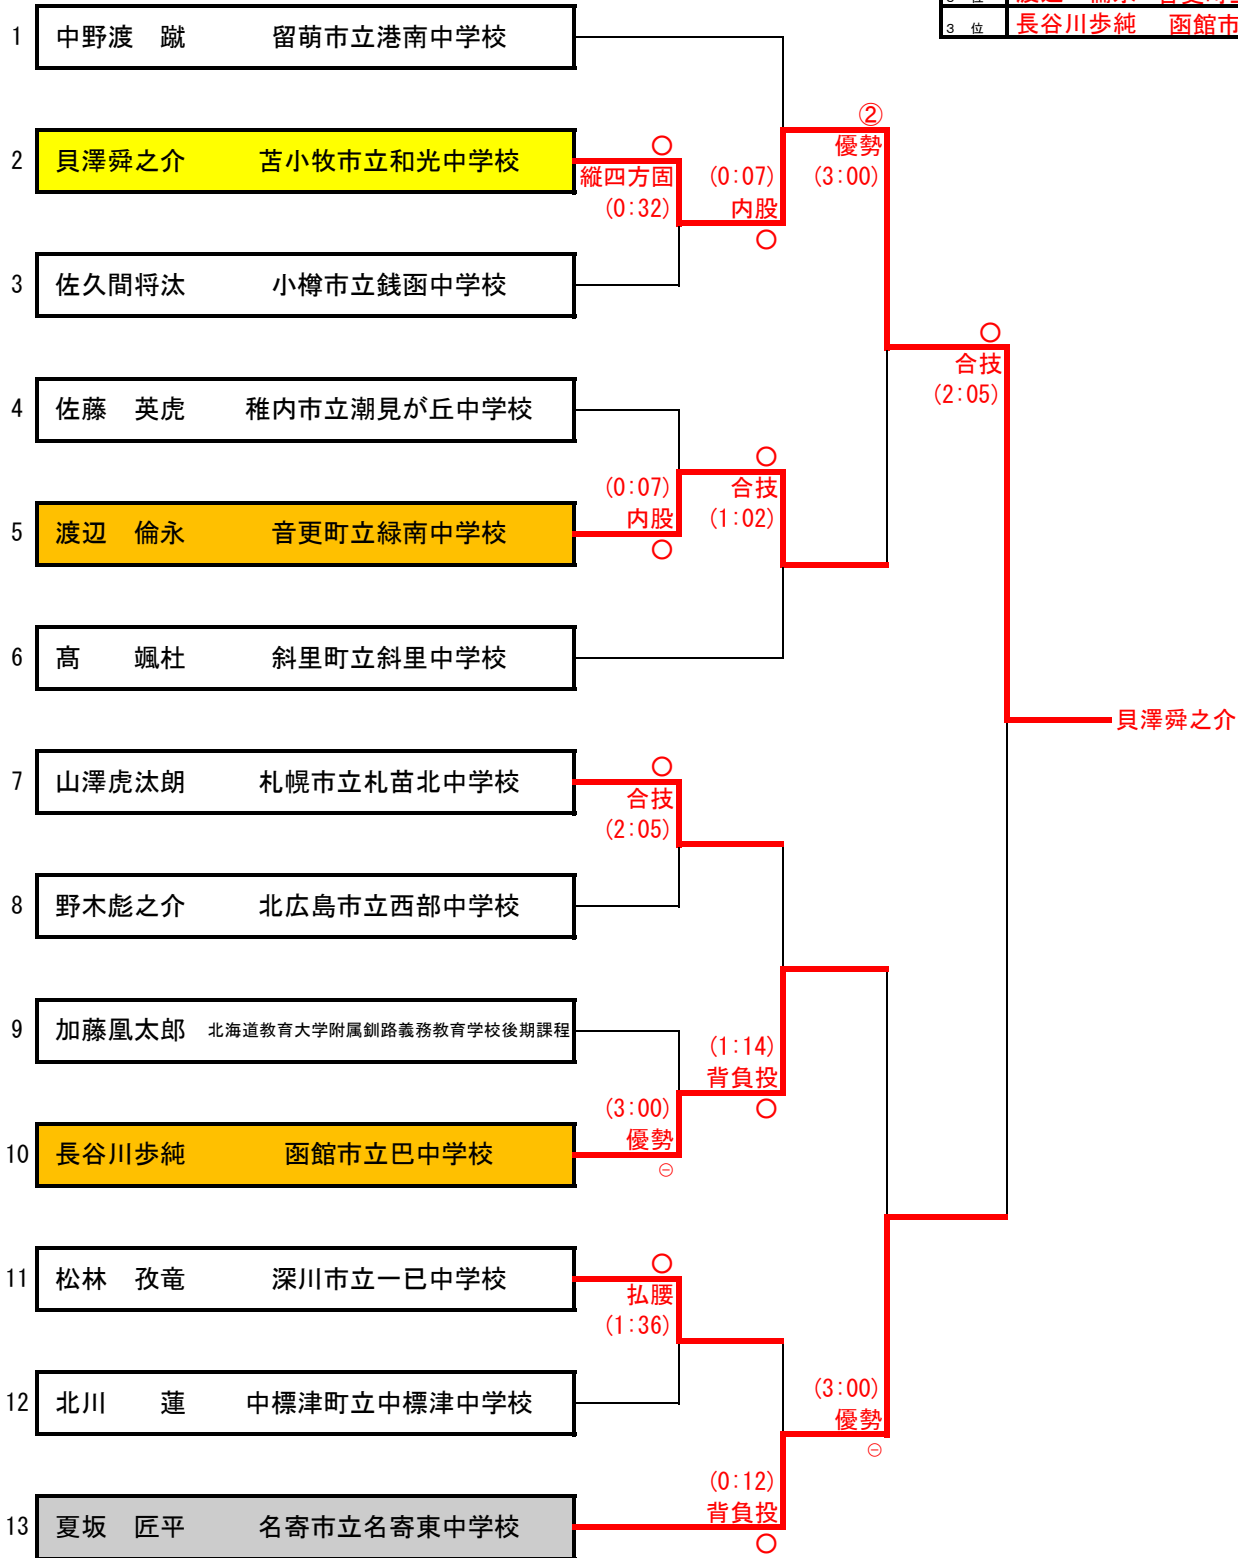 3 位 長谷川歩純 函館市
1 中野渡 蹴 留萌市立港南中学校
2 貝澤舜之介 苫小牧市立和光中学校
○
縦四方固
(0:32)
(0:07)
内股
○
②
優勢
(3:00)
3 佐久間将汰 小樽市立銭函中学校
○
合技
(2:05)
4 佐藤 英虎 稚内市立潮見が丘中学校
5 渡辺 倫永 音更町立緑南中学校
(0:07)
内股
○
○
合技
(1:02)
6 髙 颯杜 斜里町立斜里中学校
貝澤舜之介
7 山澤虎汰朗 札幌市立札苗北中学校
○
合技
(2:05)
8 野木彪之介 北広島市立西部中学校
9 加藤凰太郎 北海道教育大学附属釧路義務教育学校後期課程
(1:14)
背負投
○
10 長谷川歩純 函館市立巴中学校
(3:00)
優勢
㊀
11 松林 孜竜 深川市立一已中学校
○
払腰
(1:36)
12 北川 蓮 中標津町立中標津中学校
(3:00)
優勢
㊀
13 夏坂 匠平 名寄市立名寄東中学校
(0:12)
背負投
○